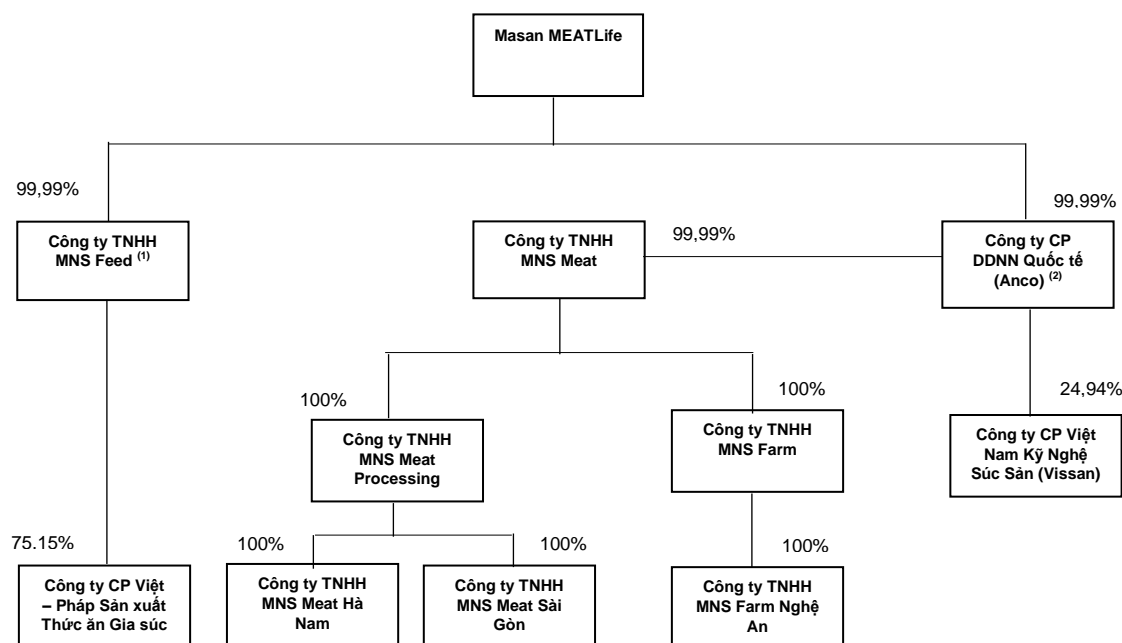 Masan MEATLife
99,99%
99.99%
Công ty TNHH
MNS Feed (1)
Công ty TNHH
MNS Meat
99,99%
Công ty CP
DDNN Quốc tế
(Anco) (2)
100%
100%
24,94%
Công ty TNHH
MNS Meat
Processing
Công ty TNHH
MNS Farm
Công ty CP Việt
Nam Kỹ Nghệ
Súc Sản (Vissan)
75.15%
100%
100%
100%
Công ty CP Việt
– Pháp Sản xuất
Thức ăn Gia súc
Công ty TNHH
MNS Meat Hà
Nam
Công ty TNHH
MNS Meat Sài
Gòn
Công ty TNHH
MNS Farm Nghệ
An